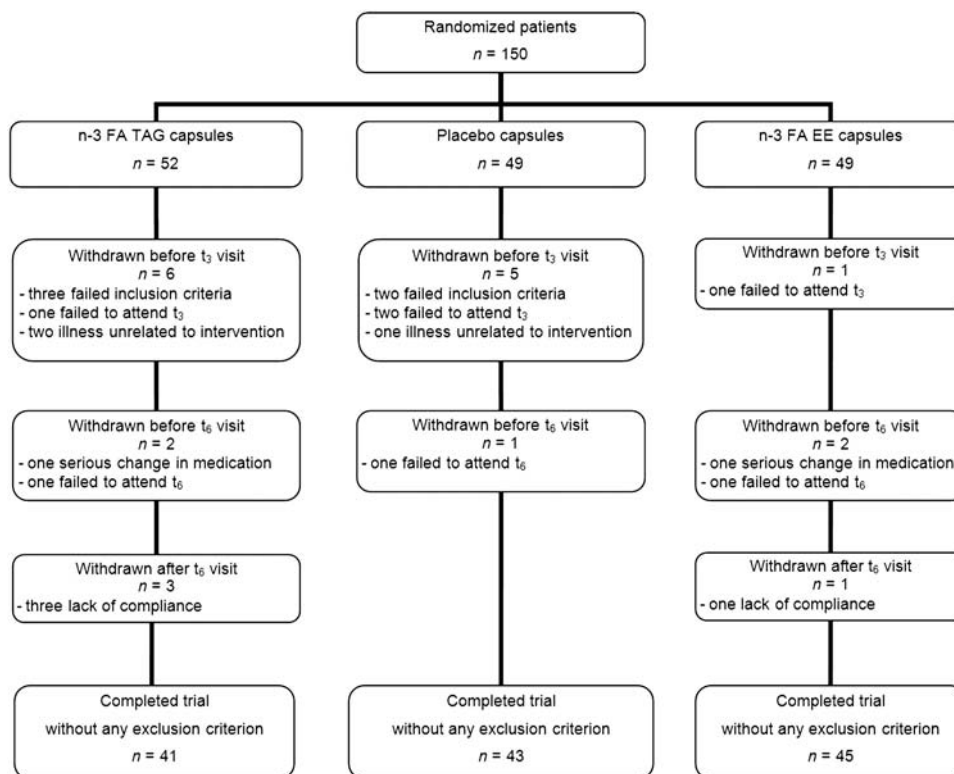 Randomized patients
n = 150
n-3 FA TAG capsules
n = 52
Placebo capsules
n = 49
n-3 FA EE capsules
n = 49
Withdrawn before t₃ visit
n = 6
- three failed inclusion criteria
- one failed to attend t₃
- two illness unrelated to intervention
Withdrawn before t₃ visit
n = 5
- two failed inclusion criteria
- two failed to attend t₃
- one illness unrelated to intervention
Withdrawn before t₃ visit
n = 1
- one failed to attend t₃
Withdrawn before t₆ visit
n = 2
- one serious change in medication
- one failed to attend t₆
Withdrawn before t₆ visit
n = 1
- one failed to attend t₆
Withdrawn before t₆ visit
n = 2
- one serious change in medication
- one failed to attend t₆
Withdrawn after t₆ visit
n = 3
- three lack of compliance
Withdrawn after t₆ visit
n = 1
- one lack of compliance
Completed trial
without any exclusion criterion
n = 41
Completed trial
without any exclusion criterion
n = 43
Completed trial
without any exclusion criterion
n = 45